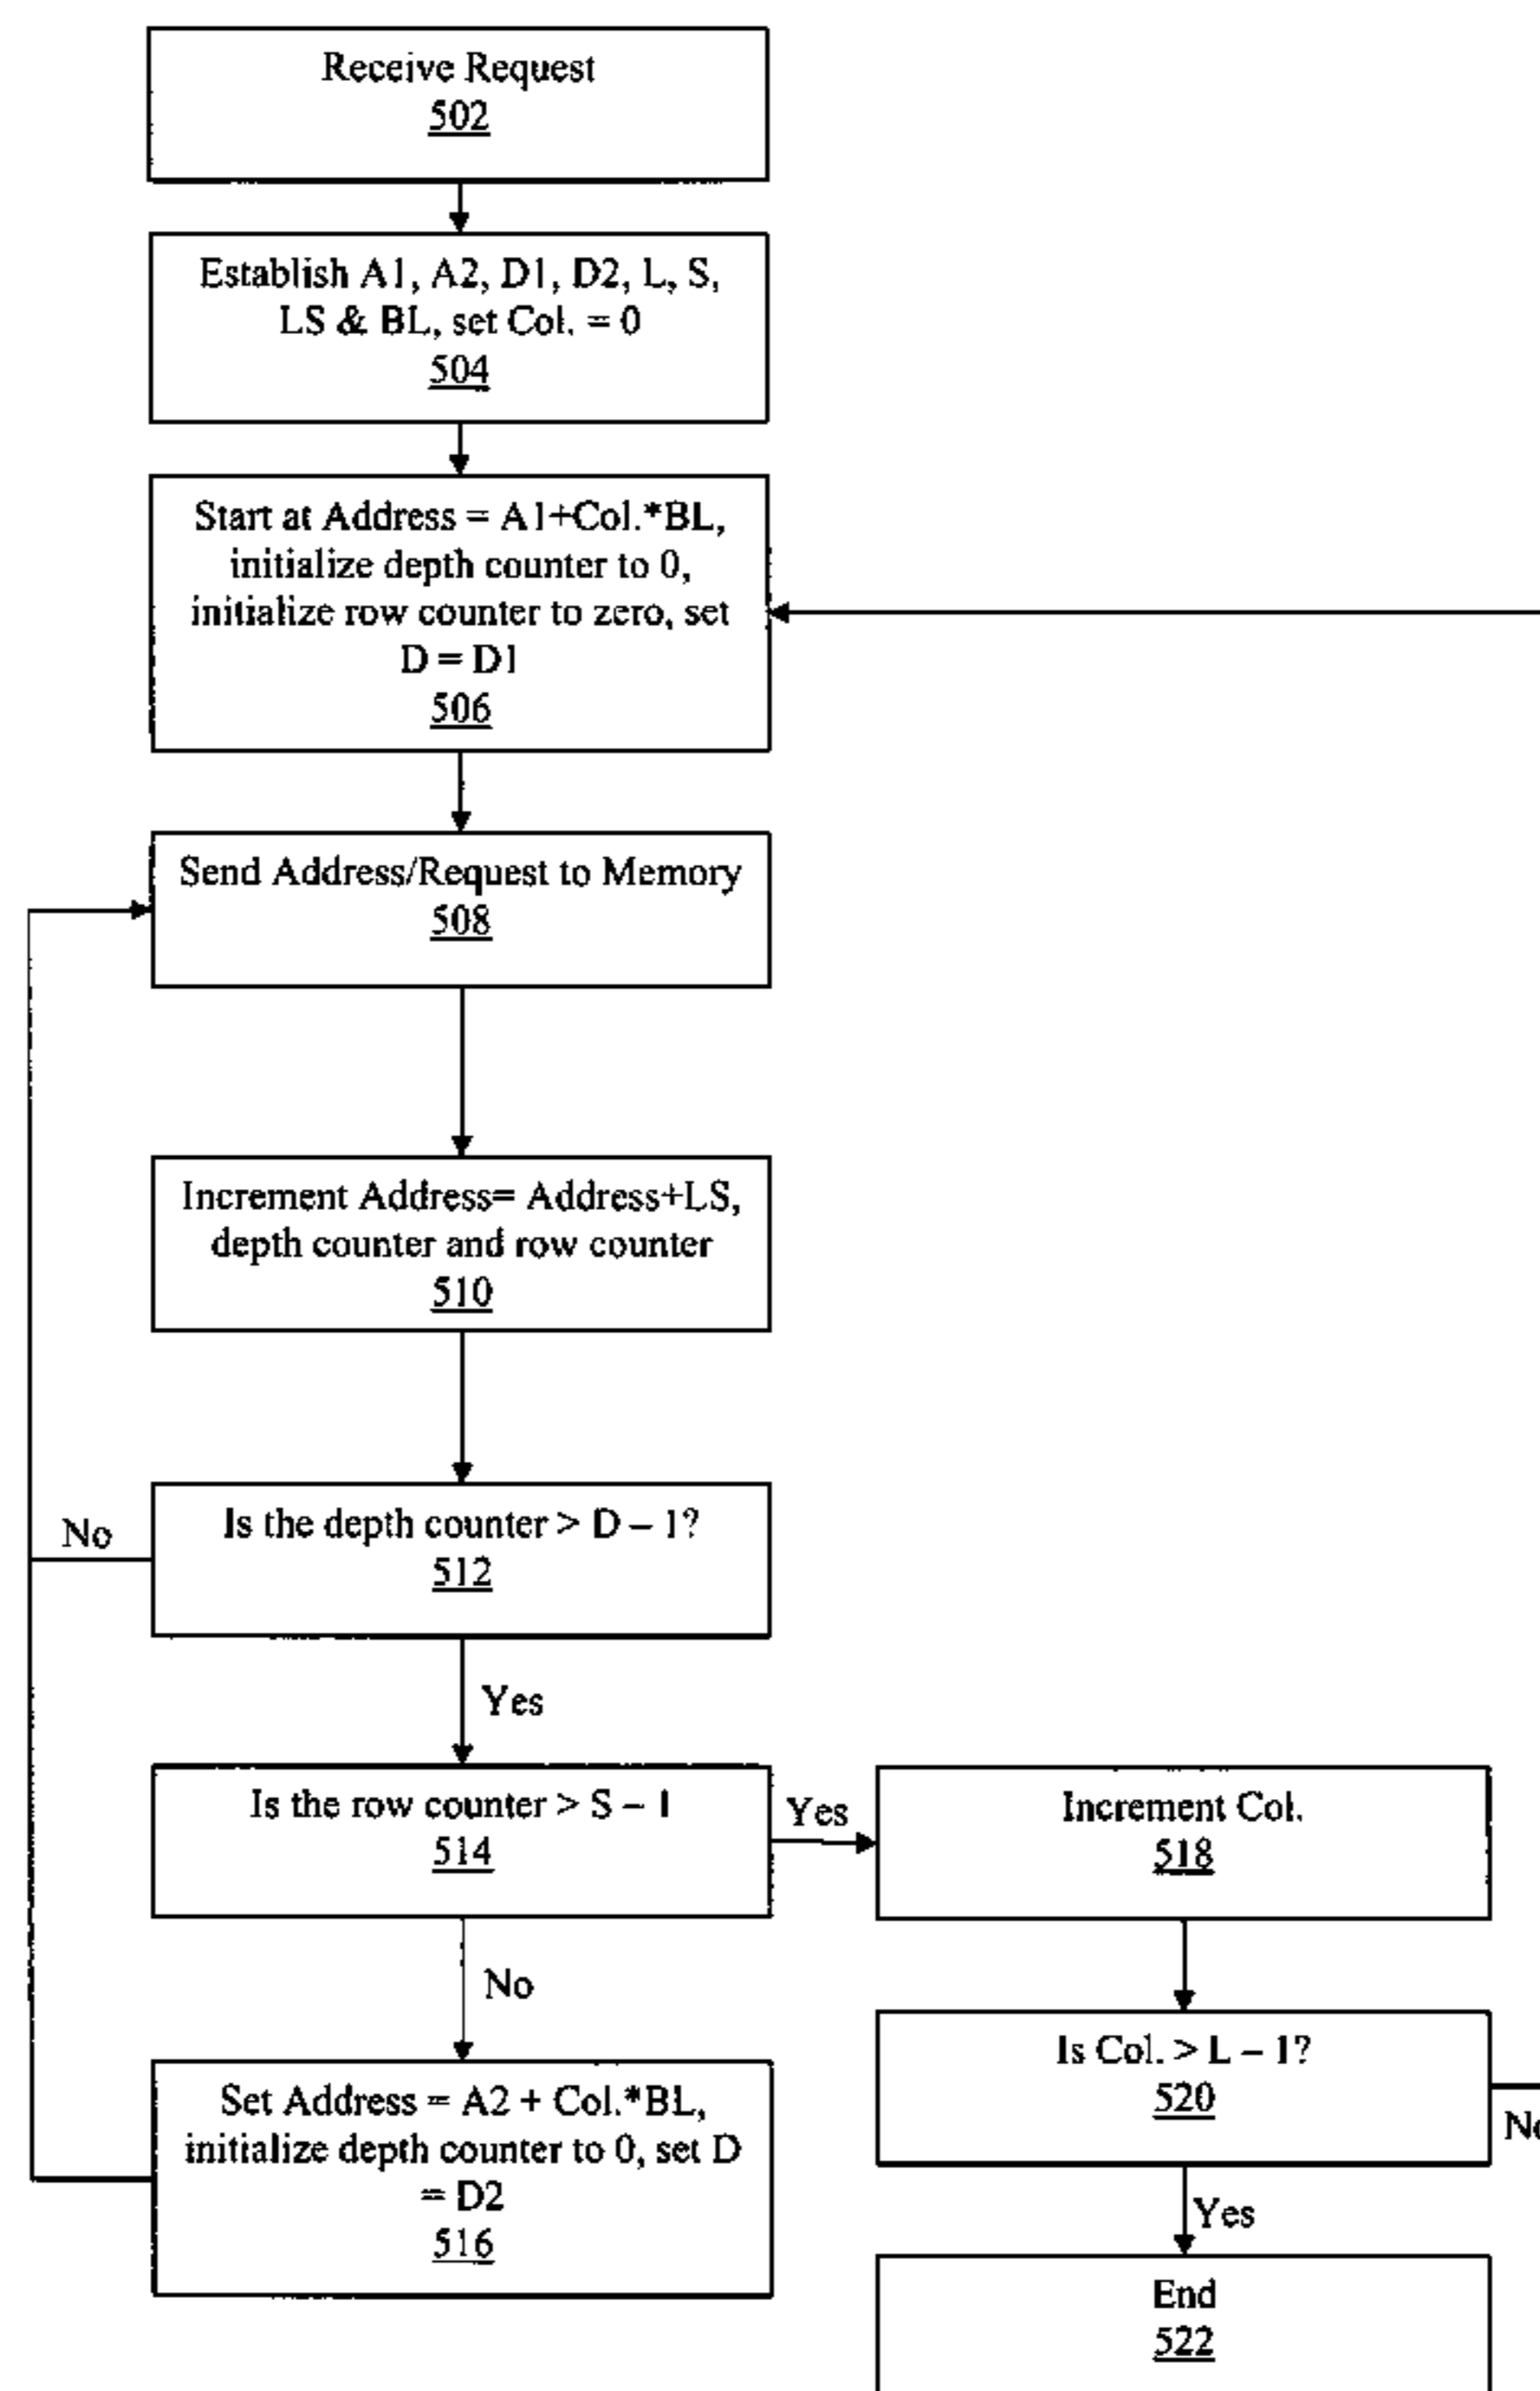 Receive Request
502
Establish A1, A2, D1, D2, L, S,
LS & BL, set Col. = 0
504
Start at Address = A1+Col.*BL,
initialize depth counter to 0,
initialize row counter to zero, set
D = D1
506
Send Address/Request to Memory
508
Increment Address= Address+LS,
depth counter and row counter
510
Is the depth counter > D – 1?
512
No
Yes
Is the row counter > S – 1
514
Yes
Increment Col.
518
No
Is Col. > L – 1?
520
Set Address = A2 + Col.*BL,
initialize depth counter to 0, set D
= D2
516
Yes
End
522